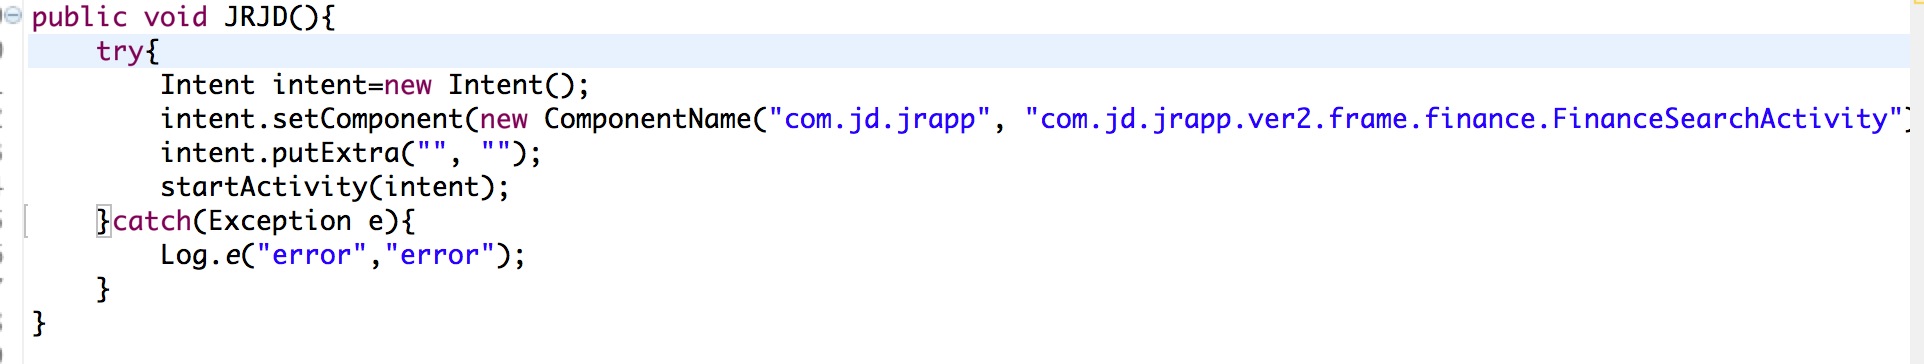 public void JRJD(){
try{
Intent intent=new Intent();
intent.setComponent(new ComponentName("com.jd.jrapp", "com.jd.jrapp.ver2.frame.finance.FinanceSearchActivity")
intent.putExtra("", "");
startActivity(intent);
}catch(Exception e){
Log.e("error","error");
}
}